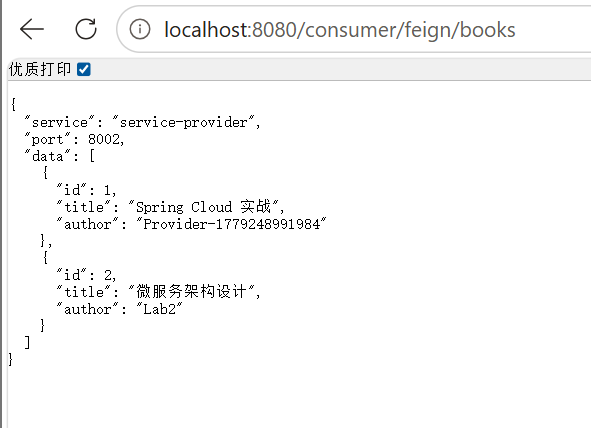 localhost:8080/consumer/feign/books
优质打印
{
  "service": "service-provider",
  "port": 8002,
  "data": [
    {
      "id": 1,
      "title": "Spring Cloud 实战",
      "author": "Provider-1779248991984"
    },
    {
      "id": 2,
      "title": "微服务架构设计",
      "author": "Lab2"
    }
  ]
}